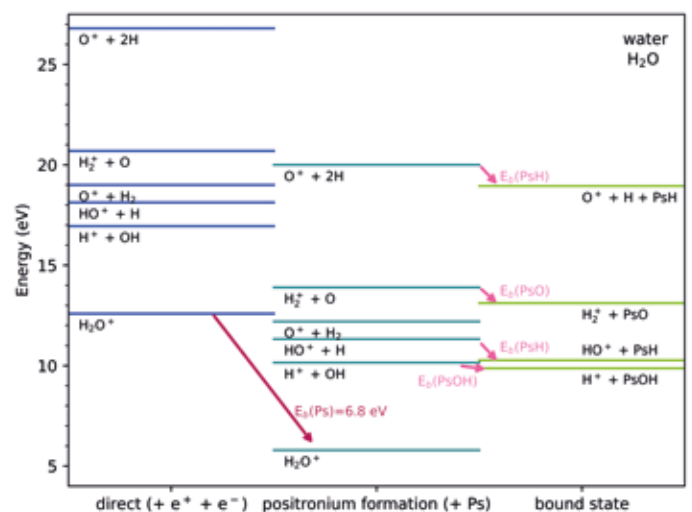 water
H₂O
Energy (eV)
25
20
15
10
5
O⁺ + 2H
H₂⁺ + O
O⁺ + H₂
HO⁺ + H
H⁺ + OH
H₂O⁺
E_b(Ps)=6.8 eV
O⁺ + 2H
H₂⁺ + O
O⁺ + H₂
HO⁺ + H
H⁺ + OH
H₂O⁺
E_b(PsH)
E_b(PsO)
E_b(PsH)
E_b(PsOH)
O⁺ + H + PsH
H₂⁺ + PsO
HO⁺ + PsH
H⁺ + PsOH
direct (+ e⁺ + e⁻)
positronium formation (+ Ps)
bound state